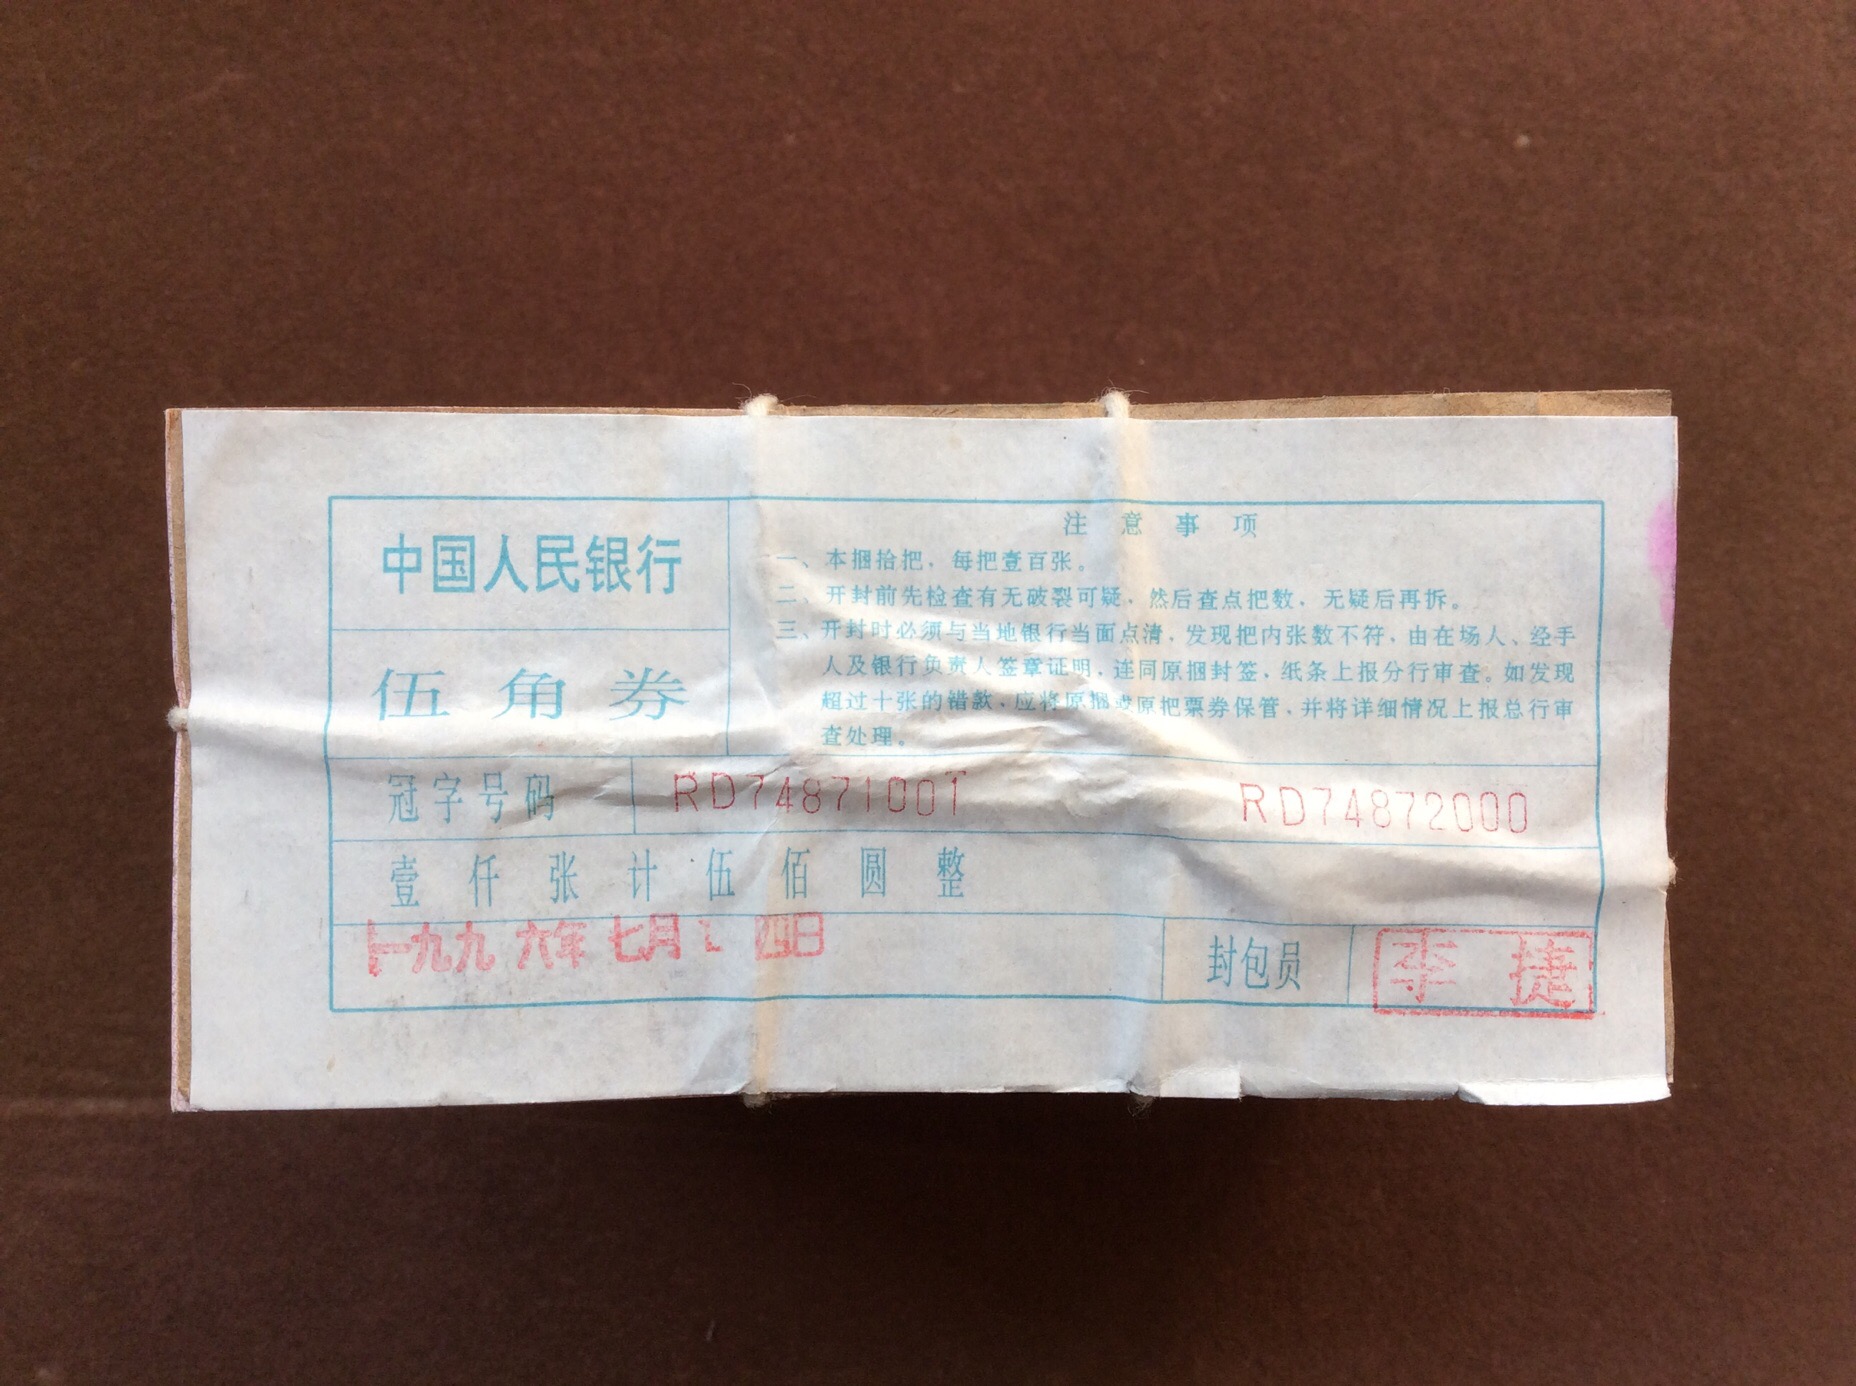 中国人民银行
伍角券
注意事项
一、本捆拾把，每把壹百张。
二、开封前先检查有无破裂可疑，然后查点把数，无疑后再拆。
三、开封时必须与当地银行当面点清，发现把内张数不符，由在场人、经手
人及银行负责人签章证明，连同原捆封签，纸条上报分行审查。如发现
超过十张的错款，应将原捆或原把票券保管，并将详细情况上报总行审
查处理。
冠字号码 RD74871001 RD74872000
壹仟张计伍佰圆整
一九九六年七月 四日
封包员 李捷